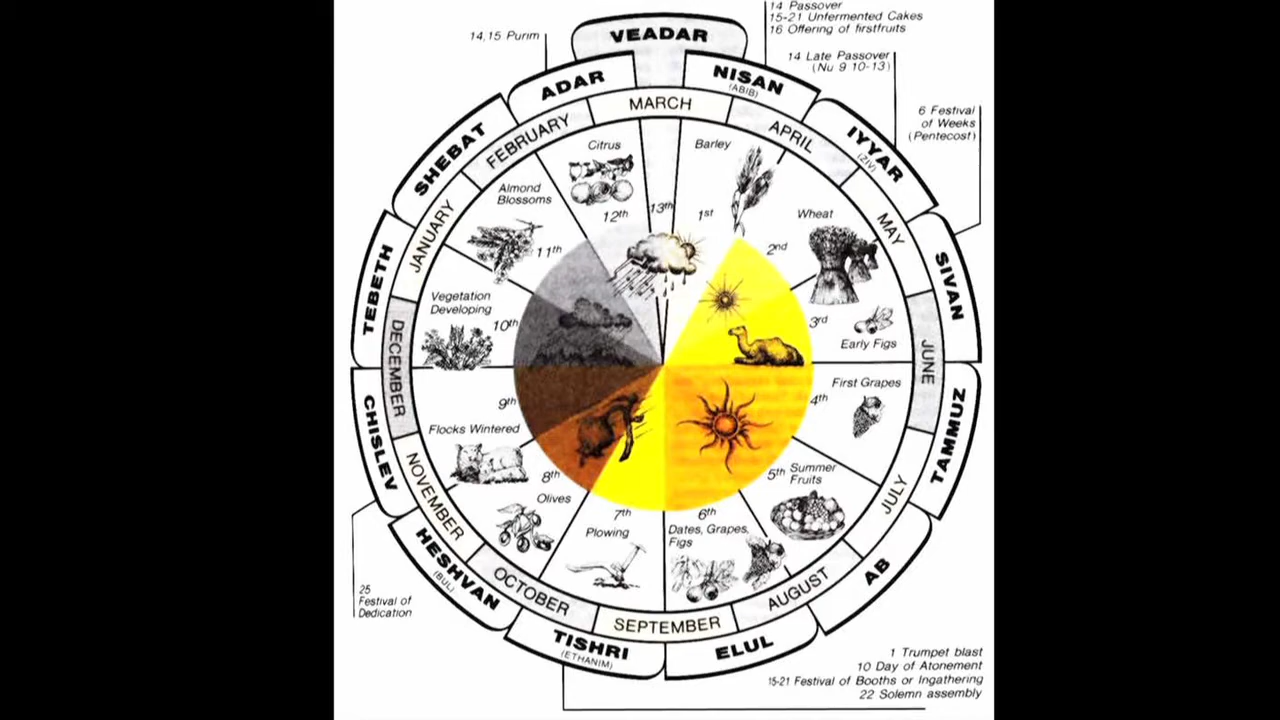 14 Passover
15-21 Unfermented Cakes
16 Offering of firstfruits
14,15 Purim
14 Late Passover
(Nu 9 10-13)
6 Festival
of Weeks
(Pentecost)
VEADAR
NISAN
(ABIB)
IYYAR
(ZIV)
SIVAN
TAMMUZ
AB
ELUL
TISHRI
(ETHANIM)
HESHVAN
(BUL)
CHISLEV
TEBETH
SHEBAT
ADAR
MARCH
APRIL
MAY
JUNE
JULY
AUGUST
SEPTEMBER
OCTOBER
NOVEMBER
DECEMBER
JANUARY
FEBRUARY
Barley
1st
Wheat
2nd
3rd
Early Figs
First Grapes
4th
5th
Summer
Fruits
6th
Dates, Grapes,
Figs
7th
Plowing
8th
Olives
9th
Flocks Wintered
Vegetation
Developing
10th
Almond
Blossoms
11th
Citrus
12th
13th
25
Festival of
Dedication
1 Trumpet blast
10 Day of Atonement
15-21 Festival of Booths or Ingathering
22 Solemn assembly